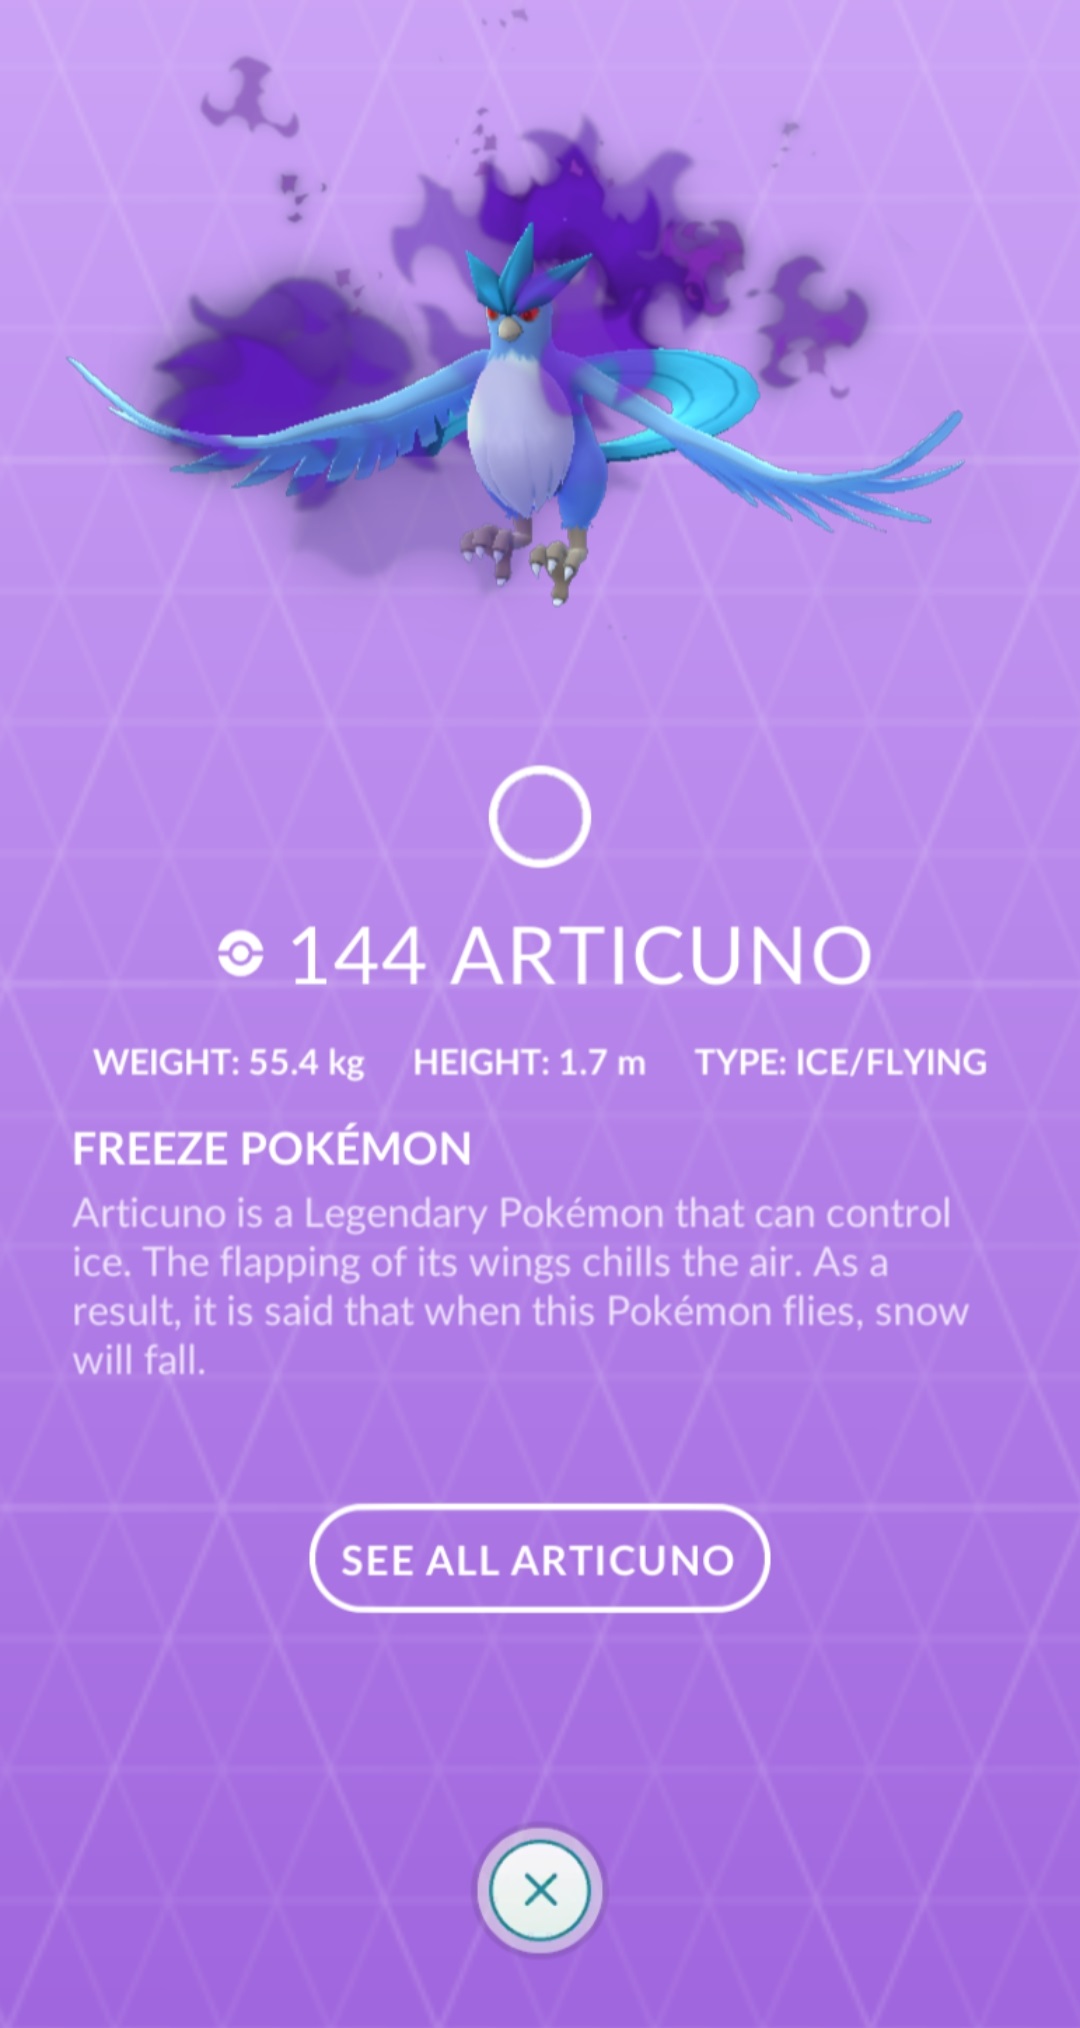 144 ARTICUNO
WEIGHT: 55.4 kg HEIGHT: 1.7 m TYPE: ICE/FLYING
FREEZE POKÉMON
Articuno is a Legendary Pokémon that can control
ice. The flapping of its wings chills the air. As a
result, it is said that when this Pokémon flies, snow
will fall.
SEE ALL ARTICUNO